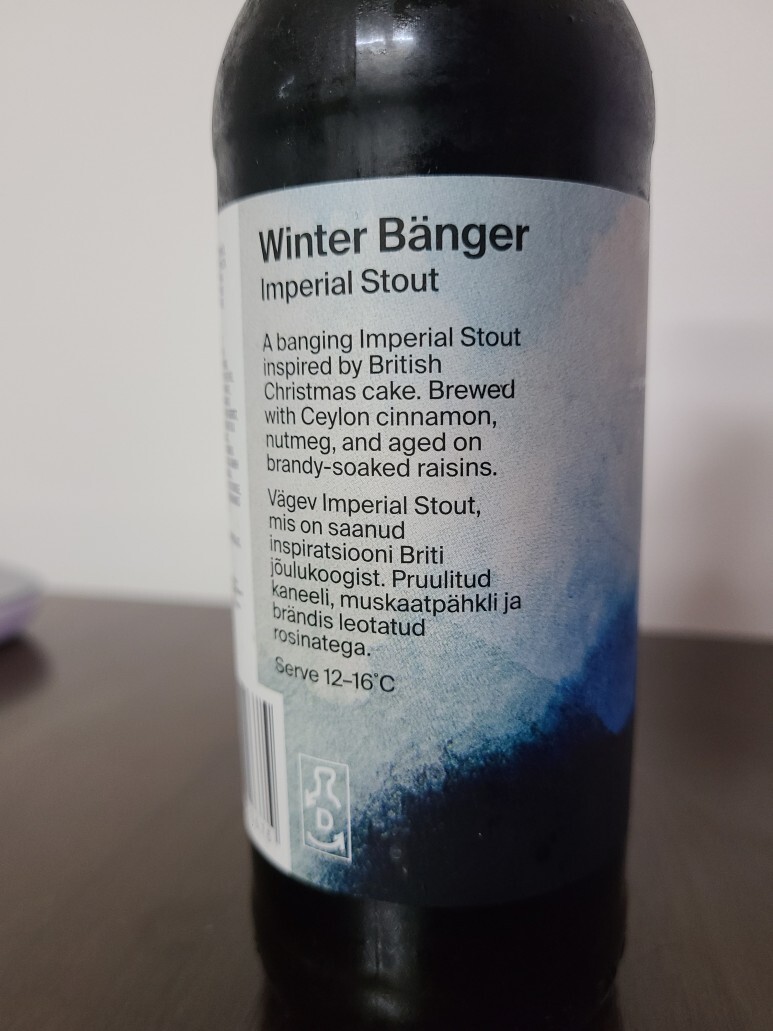 Winter Bänger
Imperial Stout
A banging Imperial Stout
inspired by British
Christmas cake. Brewed
with Ceylon cinnamon,
nutmeg, and aged on
brandy-soaked raisins.
Vägev Imperial Stout,
mis on saanud
inspiratsiooni Briti
jõulukoogist. Pruulitud
kaneeli, muskaatpähkli ja
brändis leotatud
rosinatega.
Serve 12–16°C
D